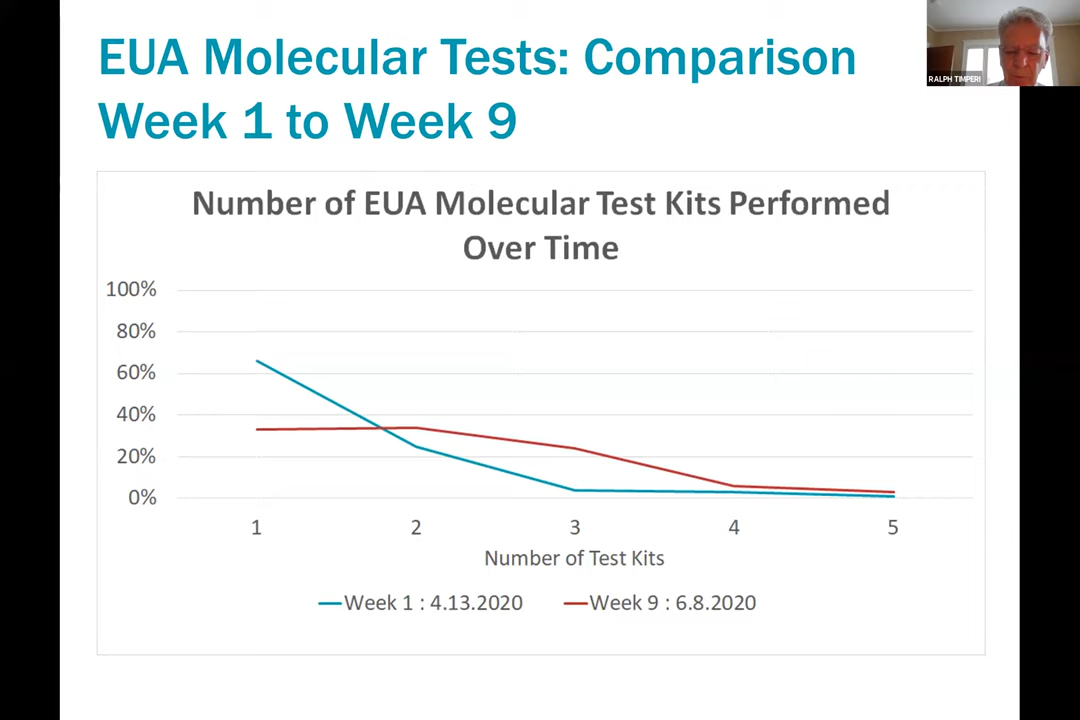 EUA Molecular Tests: Comparison
Week 1 to Week 9
RALPH TIMPERI
Number of EUA Molecular Test Kits Performed
Over Time
100%
80%
60%
40%
20%
0%
1 2 3 4 5
Number of Test Kits
Week 1 : 4.13.2020 Week 9 : 6.8.2020